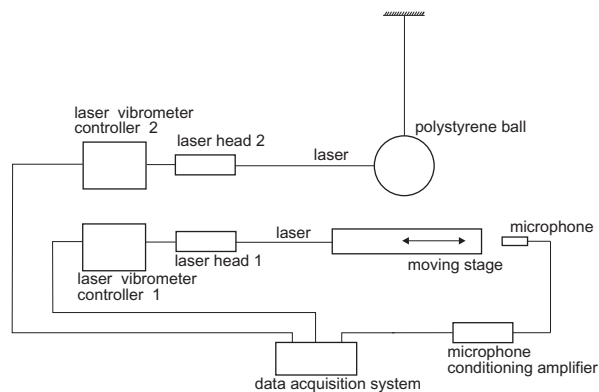 laser vibrometer
controller 2
laser head 2
laser
polystyrene ball
laser
microphone
laser head 1
moving stage
laser vibrometer
controller 1
microphone
conditioning amplifier
data acquisition system